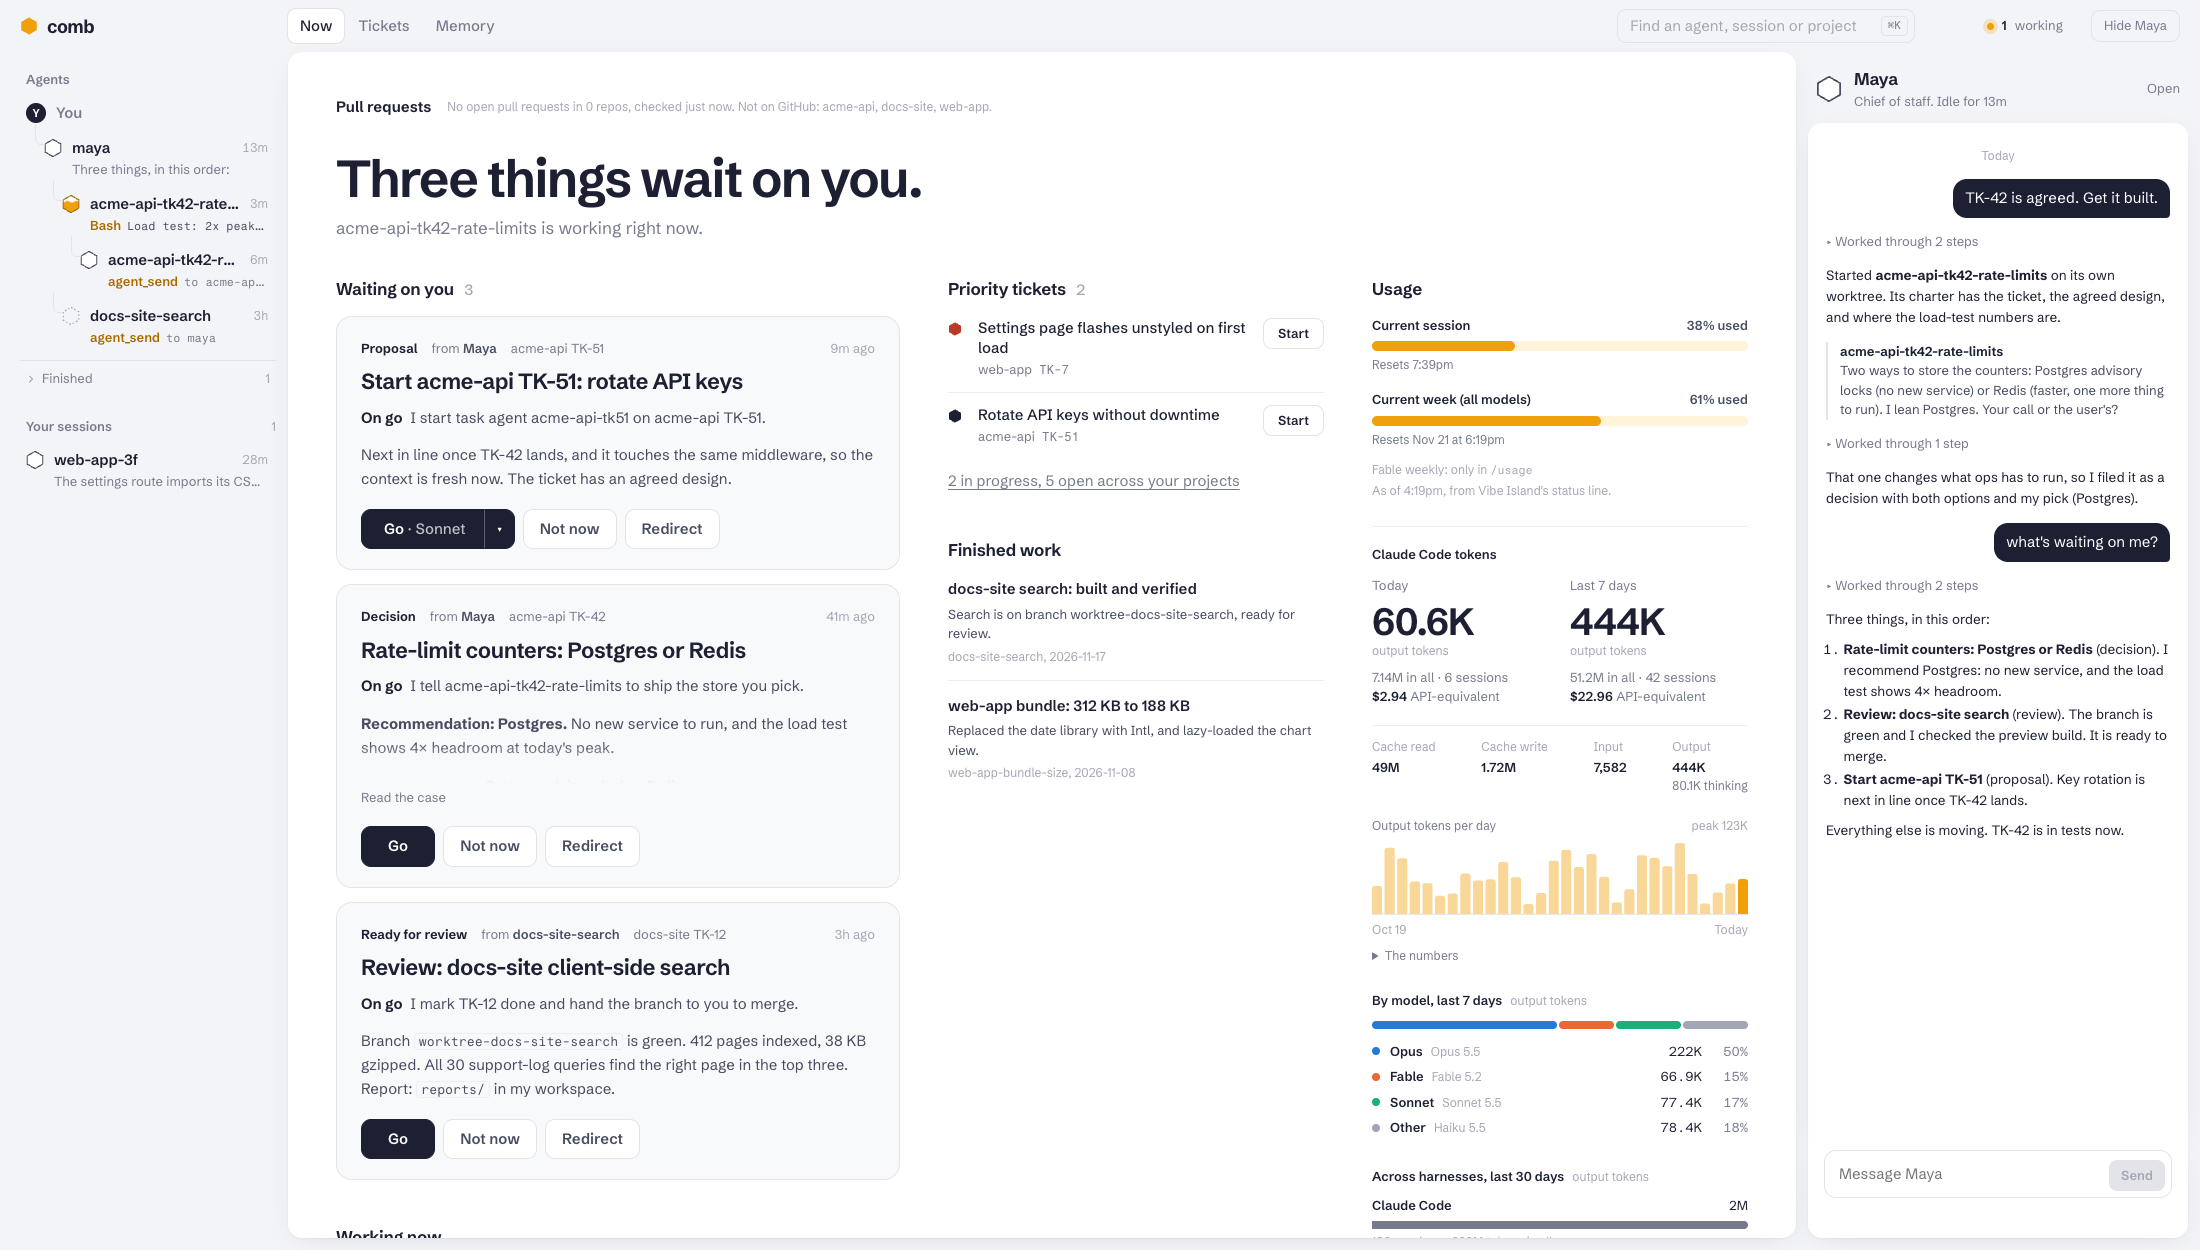 comb
Now
Tickets
Memory
Find an agent, session or project
⌘K
1 working
Hide Maya
Agents
Y You
maya 13m
Three things, in this order:
acme-api-tk42-rate... 3m
Bash Load test: 2x peak…
acme-api-tk42-r... 6m
agent_send to acme-ap…
docs-site-search 3h
agent_send to maya
Finished 1
Your sessions 1
web-app-3f 28m
The settings route imports its CS...
Pull requests No open pull requests in 0 repos, checked just now. Not on GitHub: acme-api, docs-site, web-app.
Three things wait on you.
acme-api-tk42-rate-limits is working right now.
Waiting on you 3
Proposal from Maya acme-api TK-51 9m ago
Start acme-api TK-51: rotate API keys
On go I start task agent acme-api-tk51 on acme-api TK-51.
Next in line once TK-42 lands, and it touches the same middleware, so the
context is fresh now. The ticket has an agreed design.
Go · Sonnet
Not now
Redirect
Decision from Maya acme-api TK-42 41m ago
Rate-limit counters: Postgres or Redis
On go I tell acme-api-tk42-rate-limits to ship the store you pick.
Recommendation: Postgres. No new service to run, and the load test
shows 4× headroom at today's peak.
Read the case
Go
Not now
Redirect
Ready for review from docs-site-search docs-site TK-12 3h ago
Review: docs-site client-side search
On go I mark TK-12 done and hand the branch to you to merge.
Branch worktree-docs-site-search is green. 412 pages indexed, 38 KB
gzipped. All 30 support-log queries find the right page in the top three.
Report: reports/ in my workspace.
Go
Not now
Redirect
Working now
Priority tickets 2
Settings page flashes unstyled on first
load
web-app TK-7
Start
Rotate API keys without downtime
acme-api TK-51
Start
2 in progress, 5 open across your projects
Finished work
docs-site search: built and verified
Search is on branch worktree-docs-site-search, ready for
review.
docs-site-search, 2026-11-17
web-app bundle: 312 KB to 188 KB
Replaced the date library with Intl, and lazy-loaded the chart
view.
web-app-bundle-size, 2026-11-08
Usage
Current session 38% used
Resets 7:39pm
Current week (all models) 61% used
Resets Nov 21 at 6:19pm
Fable weekly: only in /usage
As of 4:19pm, from Vibe Island's status line.
Claude Code tokens
Today Last 7 days
60.6K 444K
output tokens output tokens
7.14M in all · 6 sessions 51.2M in all · 42 sessions
$2.94 API-equivalent $22.96 API-equivalent
Cache read Cache write Input Output
49M 1.72M 7,582 444K
80.1K thinking
Output tokens per day peak 123K
Oct 19 Today
The numbers
By model, last 7 days output tokens
Opus Opus 5.5 222K 50%
Fable Fable 5.2 66.9K 15%
Sonnet Sonnet 5.5 77.4K 17%
Other Haiku 5.5 78.4K 18%
Across harnesses, last 30 days output tokens
Claude Code 2M
Maya
Chief of staff. Idle for 13m
Open
Today
TK-42 is agreed. Get it built.
Worked through 2 steps
Started acme-api-tk42-rate-limits on its own
worktree. Its charter has the ticket, the agreed design,
and where the load-test numbers are.
acme-api-tk42-rate-limits
Two ways to store the counters: Postgres advisory
locks (no new service) or Redis (faster, one more thing
to run). I lean Postgres. Your call or the user's?
Worked through 1 step
That one changes what ops has to run, so I filed it as a
decision with both options and my pick (Postgres).
what's waiting on me?
Worked through 2 steps
Three things, in this order:
1. Rate-limit counters: Postgres or Redis (decision). I
recommend Postgres: no new service, and the load
test shows 4× headroom.
2. Review: docs-site search (review). The branch is
green and I checked the preview build. It is ready to
merge.
3. Start acme-api TK-51 (proposal). Key rotation is
next in line once TK-42 lands.
Everything else is moving. TK-42 is in tests now.
Message Maya
Send